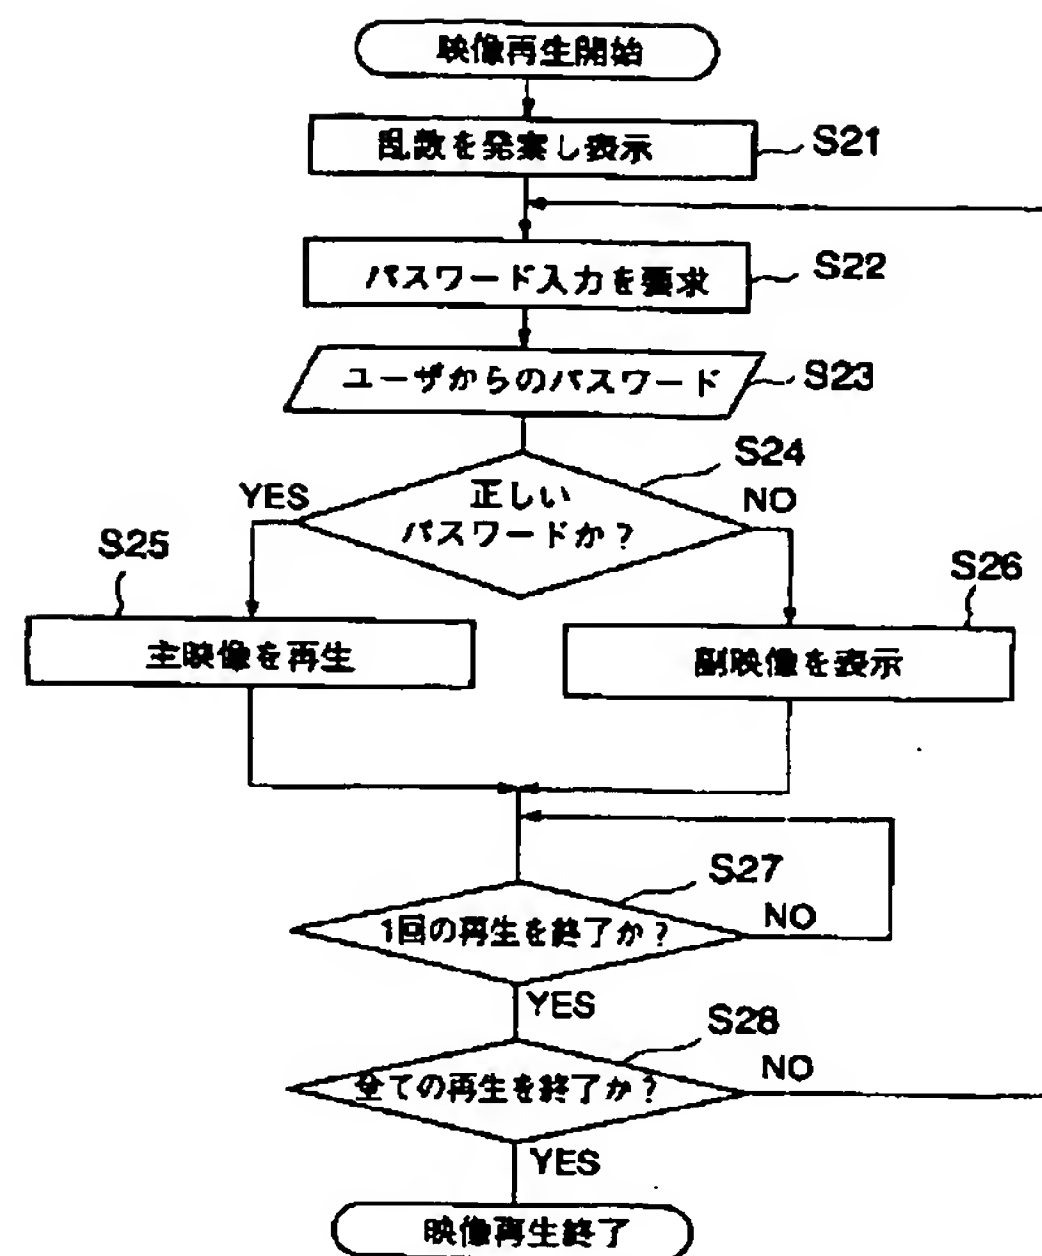 映像再生開始
乱数を発案し表示
S21
パスワード入力を要求
S22
ユーザからのパスワード
S23
S24
YES
正しい
パスワードか?
NO
S25
S26
主映像を再生
副映像を表示
S27
1回の再生を終了か?
NO
YES
S28
全ての再生を終了か?
NO
YES
映像再生終了